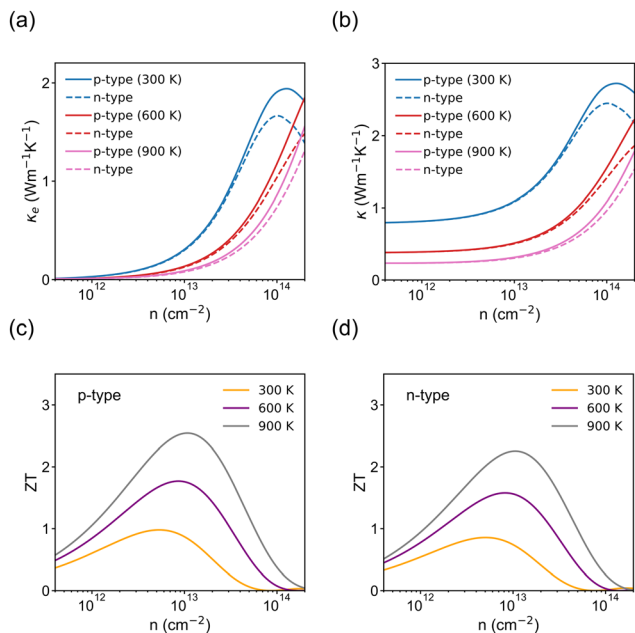 (a)
2
1
0
p-type (300 K)
n-type
p-type (600 K)
n-type
p-type (900 K)
n-type
κe (Wm⁻¹K⁻¹)
10¹² 10¹³ 10¹⁴
n (cm⁻²)
(b)
3
2
1
0
p-type (300 K)
n-type
p-type (600 K)
n-type
p-type (900 K)
n-type
κ (Wm⁻¹K⁻¹)
10¹² 10¹³ 10¹⁴
n (cm⁻²)
(c)
3
2
1
0
p-type
300 K
600 K
900 K
ZT
10¹² 10¹³ 10¹⁴
n (cm⁻²)
(d)
3
2
1
0
n-type
300 K
600 K
900 K
ZT
10¹² 10¹³ 10¹⁴
n (cm⁻²)